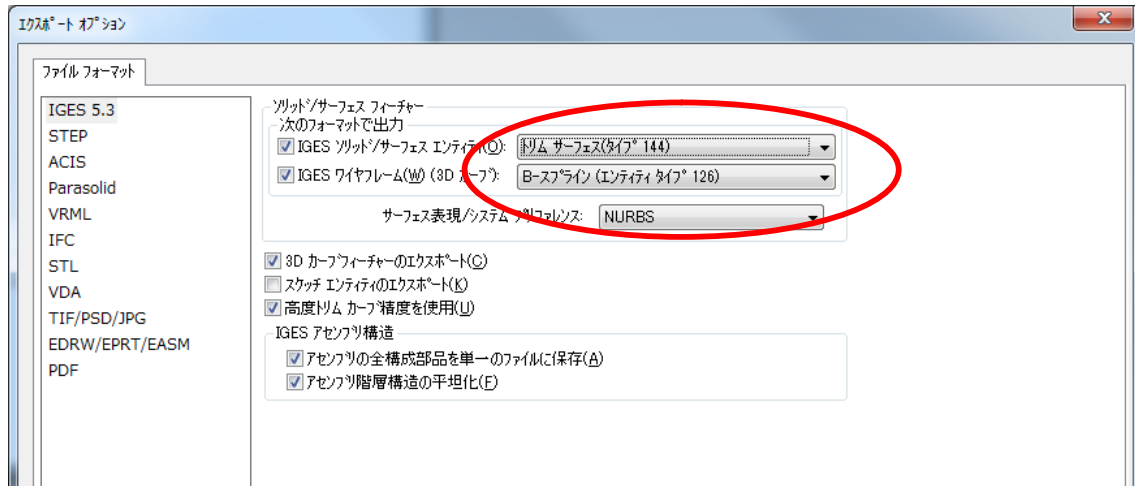 エクスポート オプション
ファイル フォーマット
IGES 5.3
STEP
ACIS
Parasolid
VRML
IFC
STL
VDA
TIF/PSD/JPG
EDRW/EPRT/EASM
PDF
ソリッド/サーフェス フィーチャー
次のフォーマットで出力
IGES ソリッド/サーフェス エンティティ(O): トリム サーフェス(タイプ 144)
IGES ワイヤフレーム(W) (3D カーブ): B-スプライン (エンティティ タイプ 126)
サーフェス表現/システム プリファレンス: NURBS
3D カーブフィーチャーのエクスポート(C)
スケッチ エンティティのエクスポート(K)
高度トリム カーブ精度を使用(U)
IGES アセンブリ構造
アセンブリの全構成部品を単一のファイルに保存(A)
アセンブリ階層構造の平坦化(F)